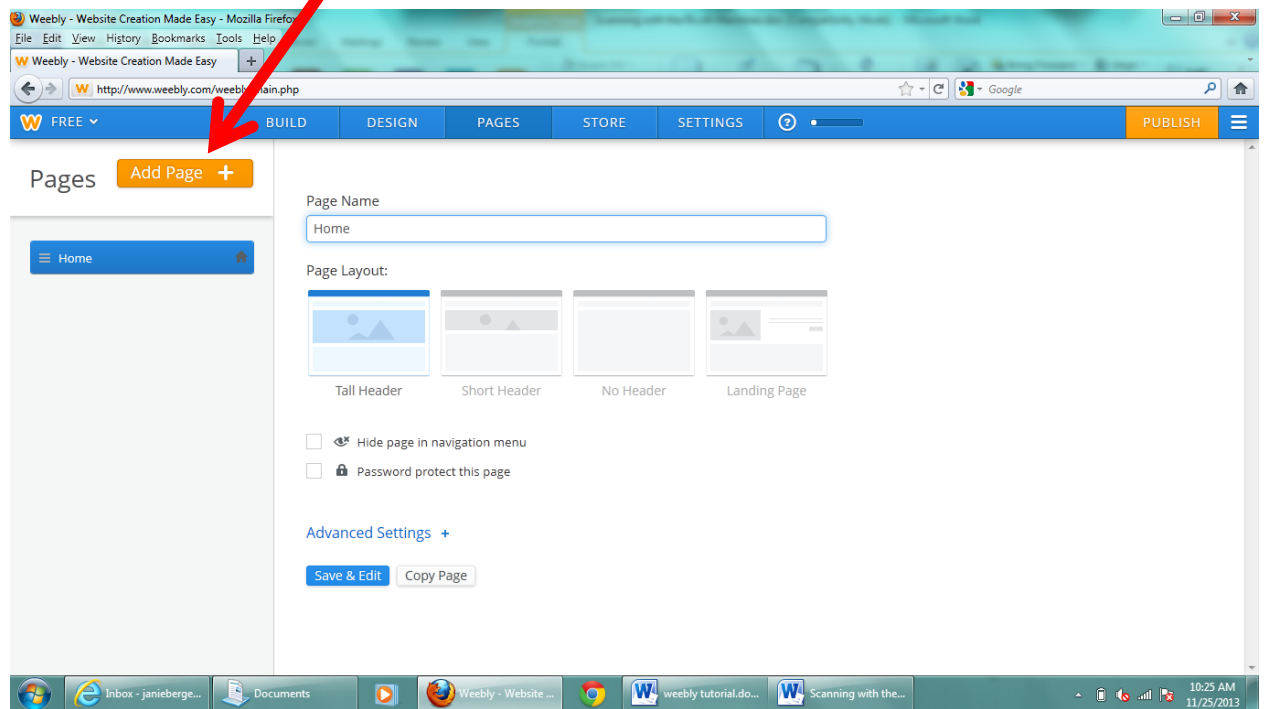 Weebly - Website Creation Made Easy - Mozilla Firefox
File Edit View History Bookmarks Tools Help
Weebly - Website Creation Made Easy +
http://www.weebly.com/weebly/main.php
Google
FREE BUILD DESIGN PAGES STORE SETTINGS ? PUBLISH
Pages Add Page +
Home
Page Name
Home
Page Layout:
Tall Header Short Header No Header Landing Page
Hide page in navigation menu
Password protect this page
Advanced Settings +
Save & Edit Copy Page
Inbox - janieberge... Documents Weebly - Website ... weebly tutorial.do... Scanning with the... 10:25 AM
11/25/2013